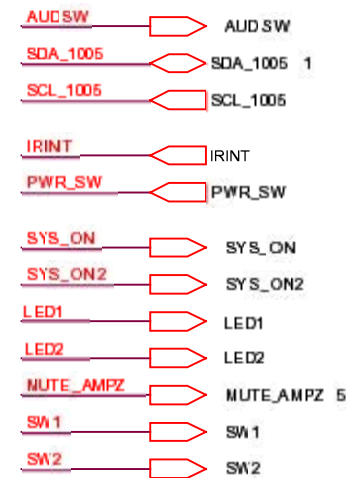 AUDSW AUDSW
SDA_1005 SDA_1005 1
SCL_1005 SCL_1005
IRINT IRINT
PWR_SW PWR_SW
SYS_ON SYS_ON
SYS_ON2 SYS_ON2
LED1 LED1
LED2 LED2
MUTE_AMPZ MUTE_AMPZ 5
SW1 SW1
SW2 SW2